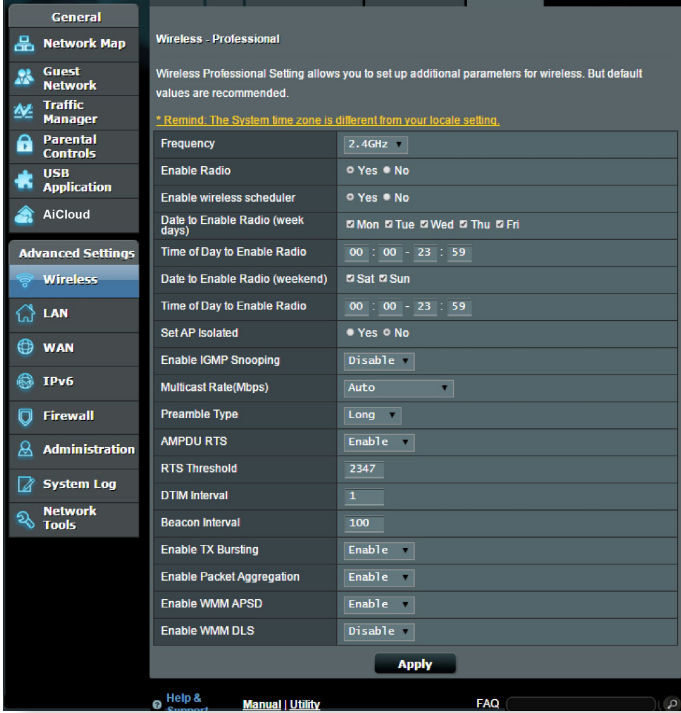 General
Network Map
Guest
Network
Traffic
Manager
Parental
Controls
USB
Application
AiCloud
Advanced Settings
Wireless
LAN
WAN
IPv6
Firewall
Administration
System Log
Network
Tools
Wireless - Professional
Wireless Professional Setting allows you to set up additional parameters for wireless. But default
values are recommended.
* Remind: The System time zone is different from your locale setting.
Frequency 2.4GHz
Enable Radio Yes No
Enable wireless scheduler Yes No
Date to Enable Radio (week
days) Mon Tue Wed Thu Fri
Time of Day to Enable Radio 00 : 00 - 23 : 59
Date to Enable Radio (weekend) Sat Sun
Time of Day to Enable Radio 00 : 00 - 23 : 59
Set AP Isolated Yes No
Enable IGMP Snooping Disable
Multicast Rate(Mbps) Auto
Preamble Type Long
AMPDU RTS Enable
RTS Threshold 2347
DTIM Interval 1
Beacon Interval 100
Enable TX Bursting Enable
Enable Packet Aggregation Enable
Enable WMM APSD Enable
Enable WMM DLS Disable
Apply
Help &
Support
Manual | Utility
FAQ